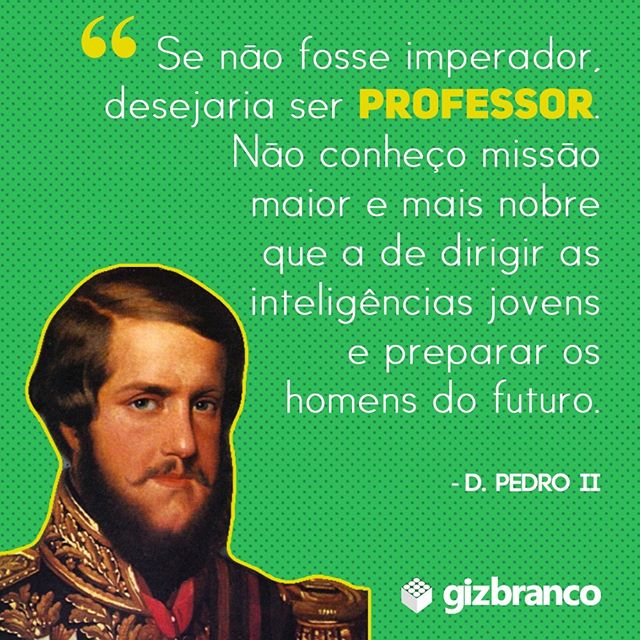 “ Se não fosse imperador,
desejaria ser PROFESSOR.
Não conheço missão
maior e mais nobre
que a de dirigir as
inteligências jovens
e preparar os
homens do futuro.
- D. PEDRO II
gizbranco